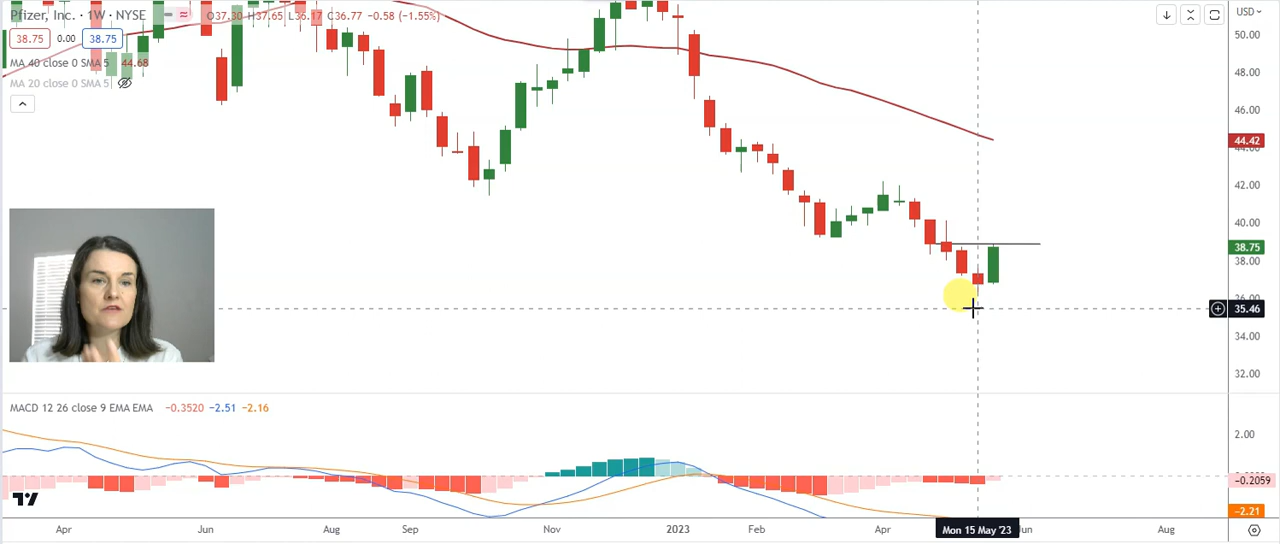 Pfizer, Inc. · 1W · NYSE O37.30 H37.65 L36.17 C36.77 −0.58 (−1.55%)
38.75 0.00 38.75
MA 40 close 0 SMA 5 44.68
MA 20 close 0 SMA 5
USD
50.00
48.00
46.00
44.42
44.00
42.00
40.00
38.75
38.00
36.00
35.46
34.00
32.00
MACD 12 26 close 9 EMA EMA −0.3520 −2.51 −2.16
2.00
−0.2059
−2.21
Apr Jun Aug Sep Nov 2023 Feb Apr Mon 15 May '23 Jun Aug